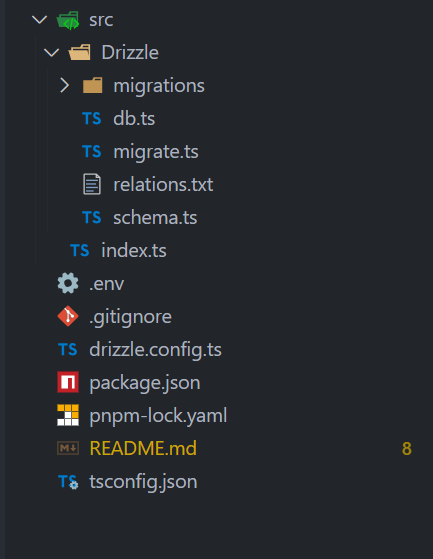 src
Drizzle
migrations
TS db.ts
TS migrate.ts
relations.txt
TS schema.ts
TS index.ts
.env
.gitignore
TS drizzle.config.ts
package.json
pnpm-lock.yaml
M README.md 8
TS tsconfig.json